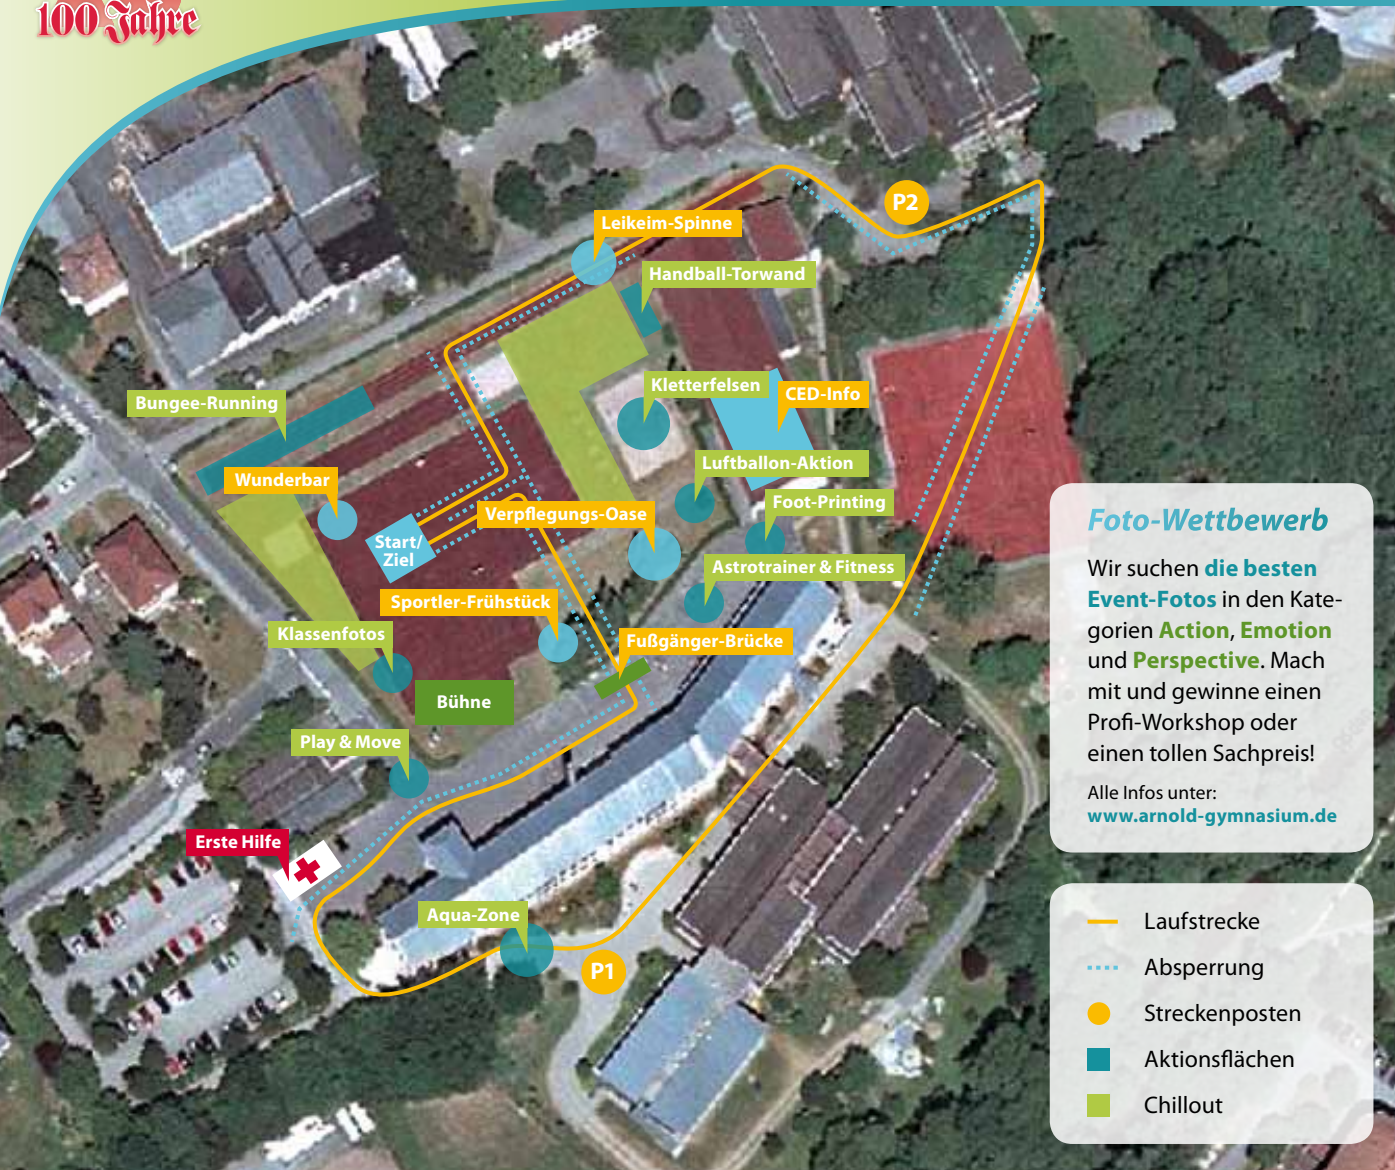 100 Jahre
P2
Leikeim-Spinne
Handball-Torwand
Kletterfelsen
CED-Info
Bungee-Running
Luftballon-Aktion
Wunderbar
Foot-Printing
Verpflegungs-Oase
Start/
Ziel
Astrotrainer & Fitness
Sportler-Frühstück
Klassenfotos
Fußgänger-Brücke
Bühne
Play & Move
Erste Hilfe
Aqua-Zone
P1
Foto-Wettbewerb
Wir suchen die besten
Event-Fotos in den Kate-
gorien Action, Emotion
und Perspective. Mach
mit und gewinne einen
Profi-Workshop oder
einen tollen Sachpreis!
Alle Infos unter:
www.arnold-gymnasium.de
Laufstrecke
Absperrung
Streckenposten
Aktionsflächen
Chillout